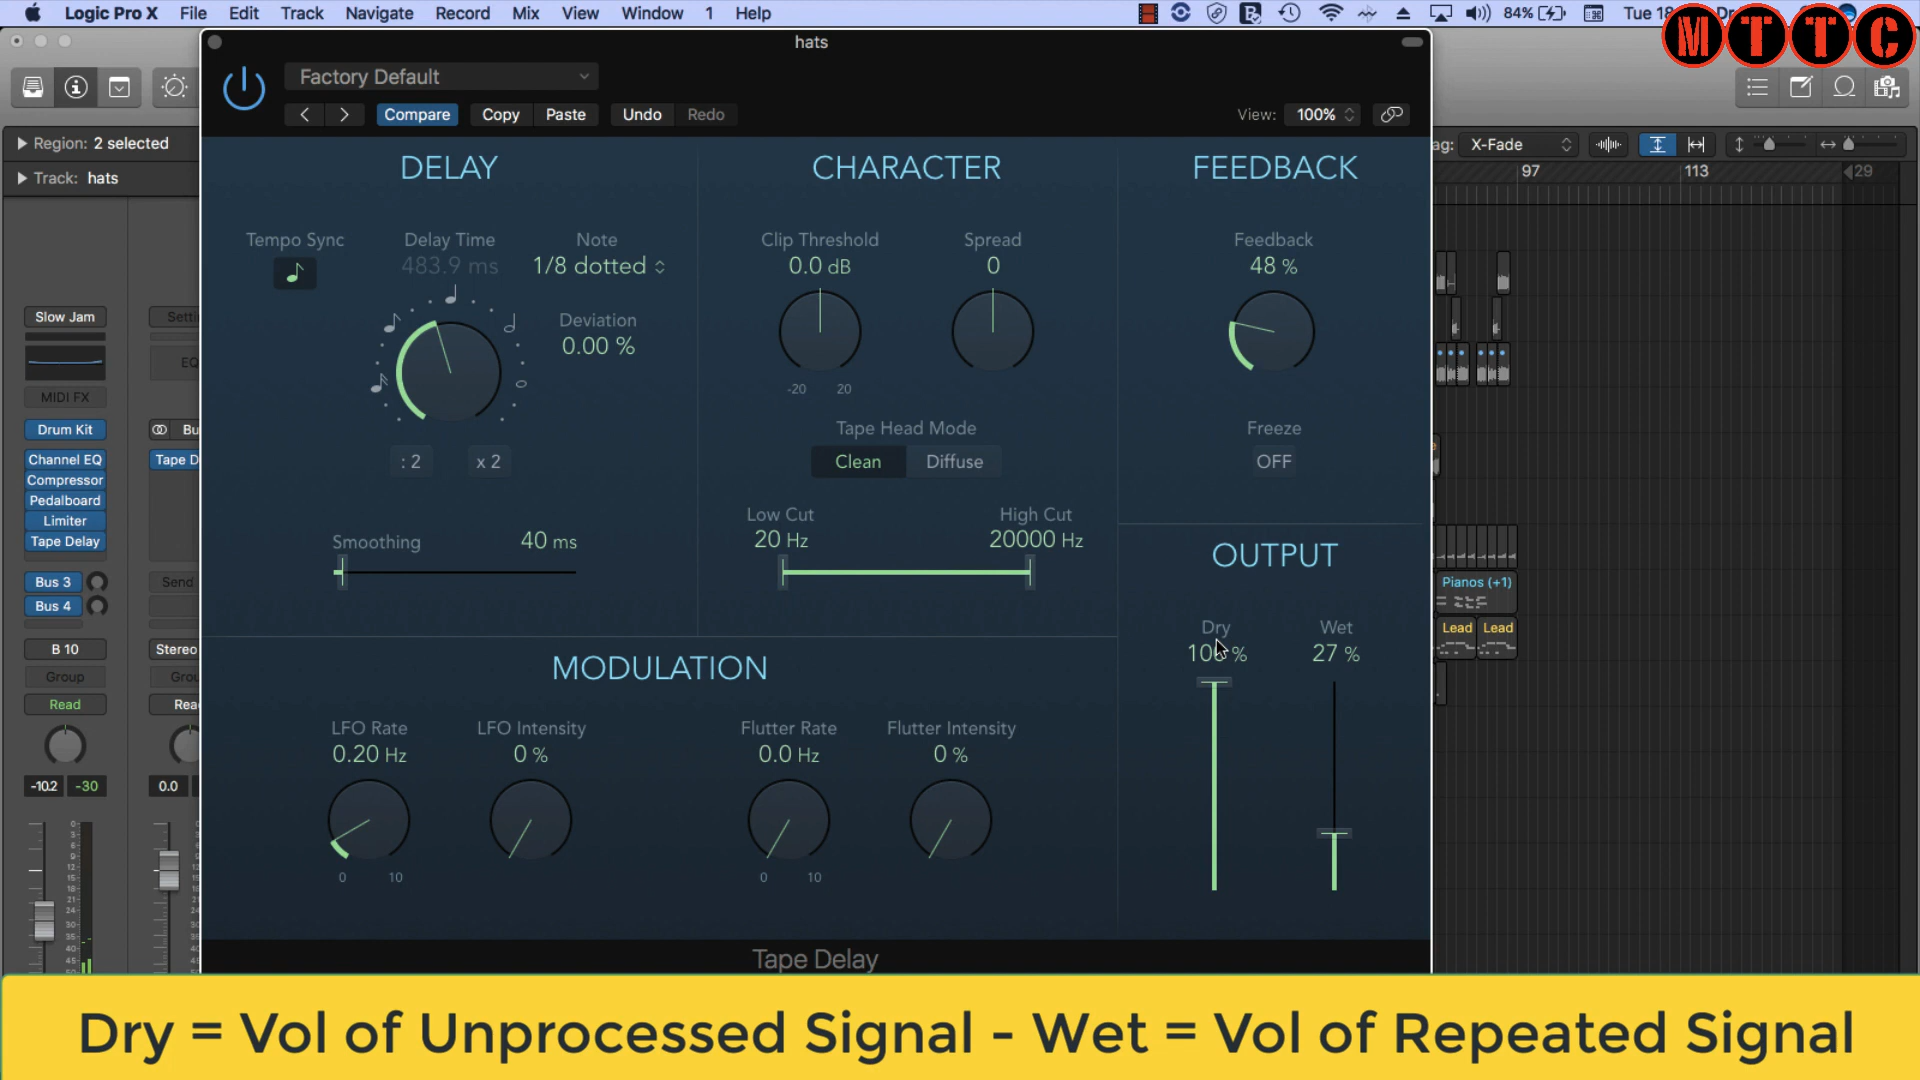 Logic Pro X File Edit Track Navigate Record Mix View Window 1 Help 84% Tue 18
MTTC
hats
Factory Default
Compare Copy Paste Undo Redo View: 100%
Region: 2 selected
Track: hats
X-Fade
97 113 29
DELAY CHARACTER FEEDBACK
Tempo Sync Delay Time Note Clip Threshold Spread Feedback
483.9 ms 1/8 dotted 0.0 dB 0 48 %
Deviation
0.00 %
-20 20
: 2 x 2
Tape Head Mode
Clean Diffuse
Freeze
OFF
Smoothing 40 ms
Low Cut High Cut
20 Hz 20000 Hz
OUTPUT
Dry Wet
100 % 27 %
MODULATION
LFO Rate LFO Intensity Flutter Rate Flutter Intensity
0.20 Hz 0 % 0.0 Hz 0 %
0 10 0 10
Tape Delay
Slow Jam
MIDI FX
Drum Kit
Channel EQ
Compressor
Pedalboard
Limiter
Tape Delay
Bus 3
Bus 4
B 10
Group
Read
-10.2 -30
EQ
Tape D
Send
Stereo
0.0
Pianos (+1)
Lead Lead
Dry = Vol of Unprocessed Signal - Wet = Vol of Repeated Signal